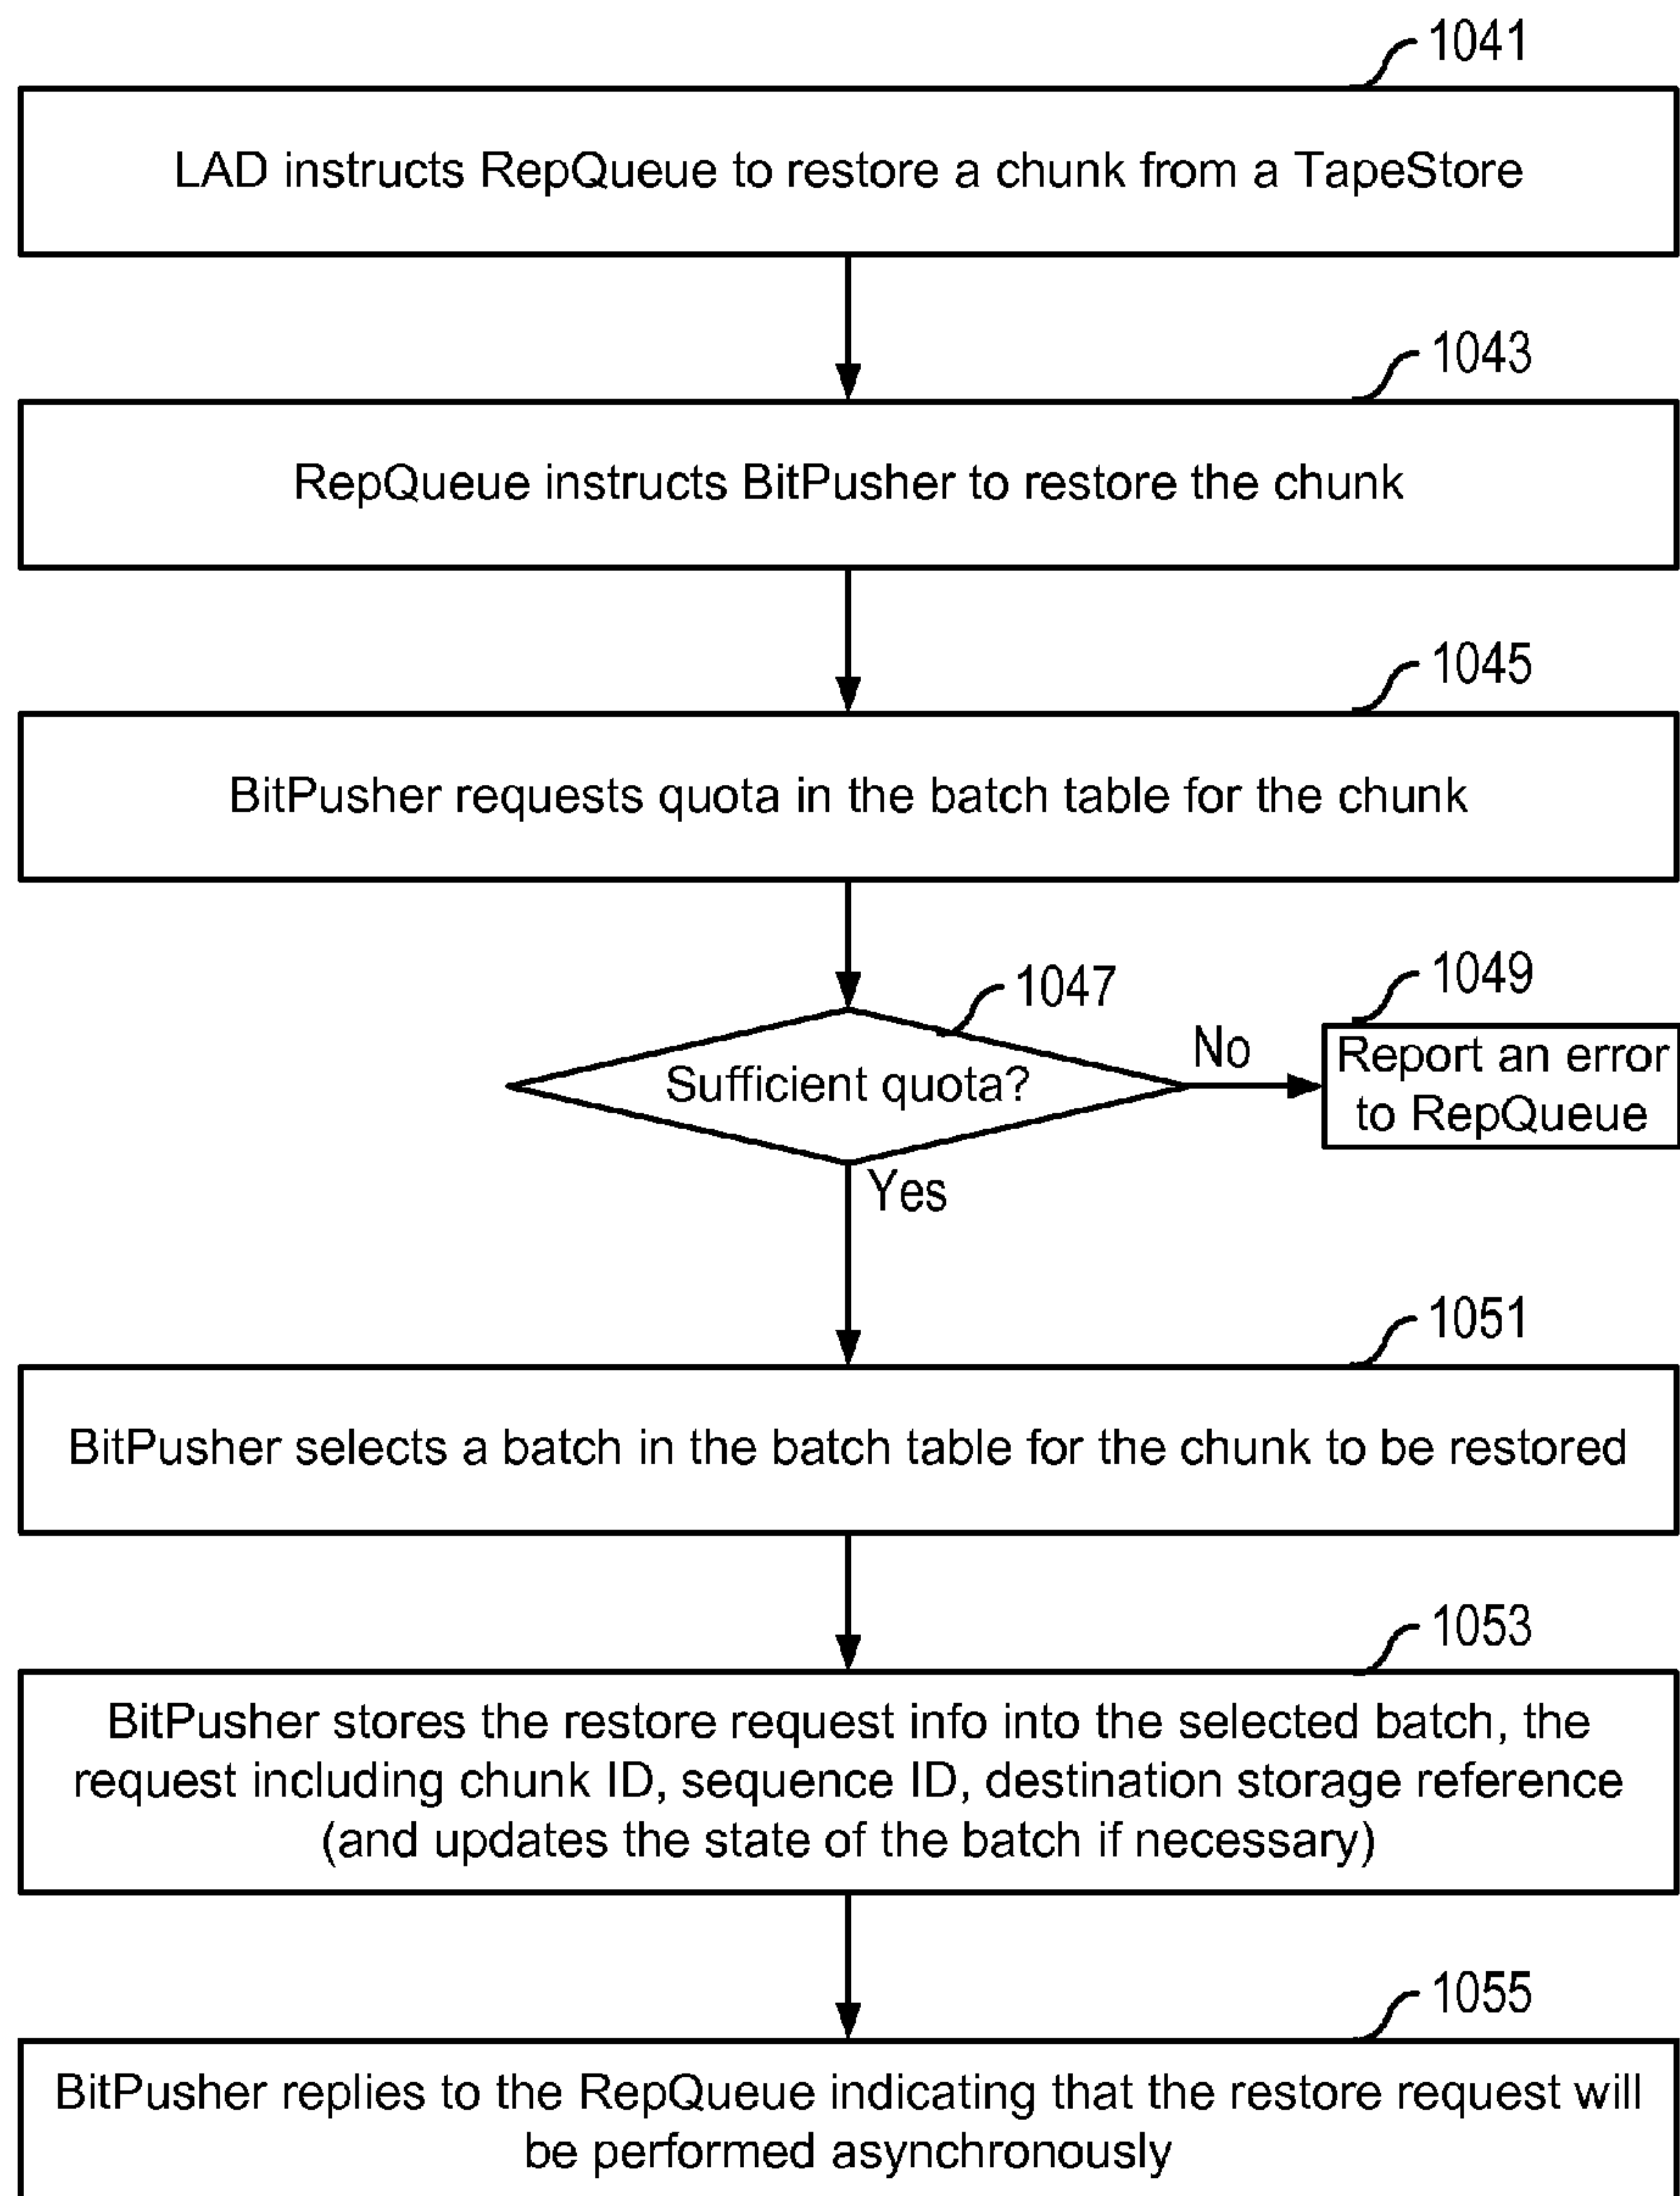 1041
LAD instructs RepQueue to restore a chunk from a TapeStore
1043
RepQueue instructs BitPusher to restore the chunk
1045
BitPusher requests quota in the batch table for the chunk
1047
Sufficient quota?
No
1049
Report an error
to RepQueue
Yes
1051
BitPusher selects a batch in the batch table for the chunk to be restored
1053
BitPusher stores the restore request info into the selected batch, the
request including chunk ID, sequence ID, destination storage reference
(and updates the state of the batch if necessary)
1055
BitPusher replies to the RepQueue indicating that the restore request will
be performed asynchronously